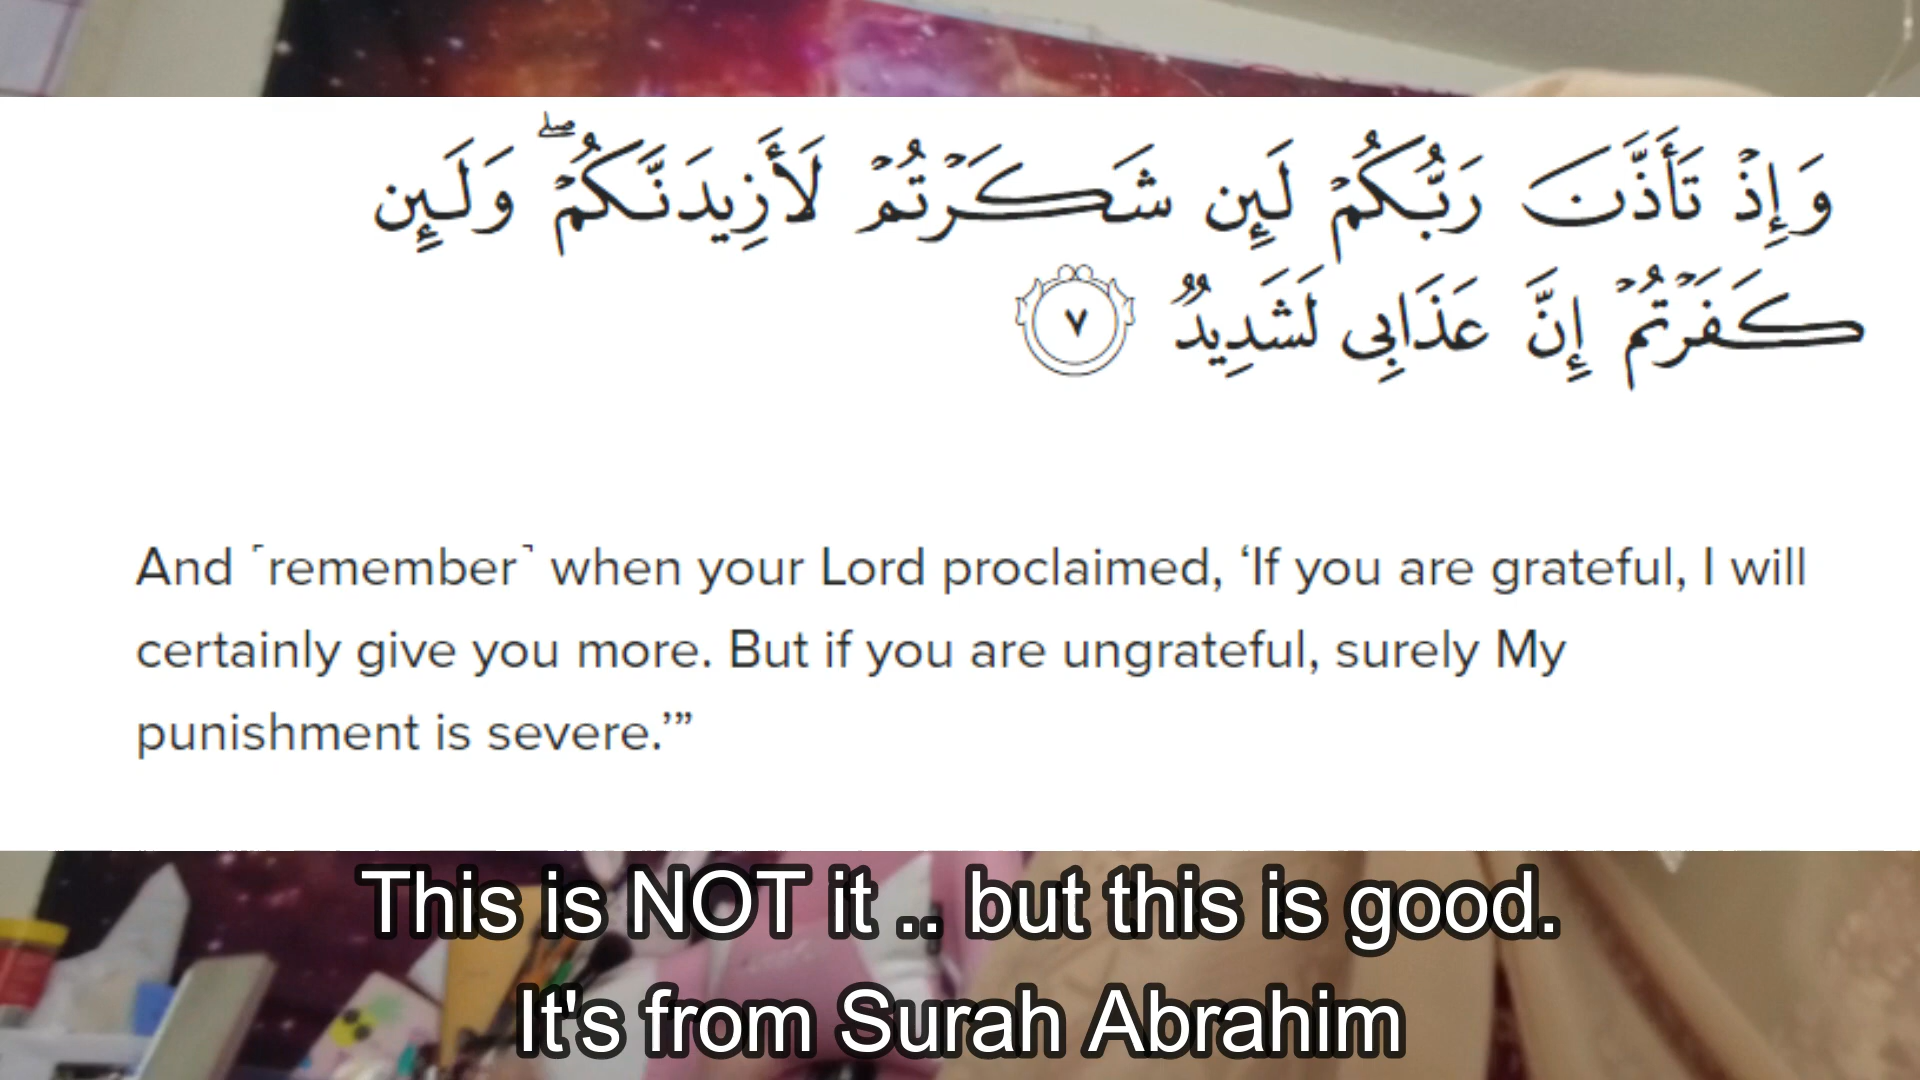 وَإِذْ تَأَذَّنَ رَبُّكُمْ لَئِن شَكَرْتُمْ لَأَزِيدَنَّكُمْ ۖ وَلَئِن
كَفَرْتُمْ إِنَّ عَذَابِى لَشَدِيدٌ ٧
And ˹remember˺ when your Lord proclaimed, ‘If you are grateful, I will
certainly give you more. But if you are ungrateful, surely My
punishment is severe.’”
This is NOT it .. but this is good.
It's from Surah Abrahim